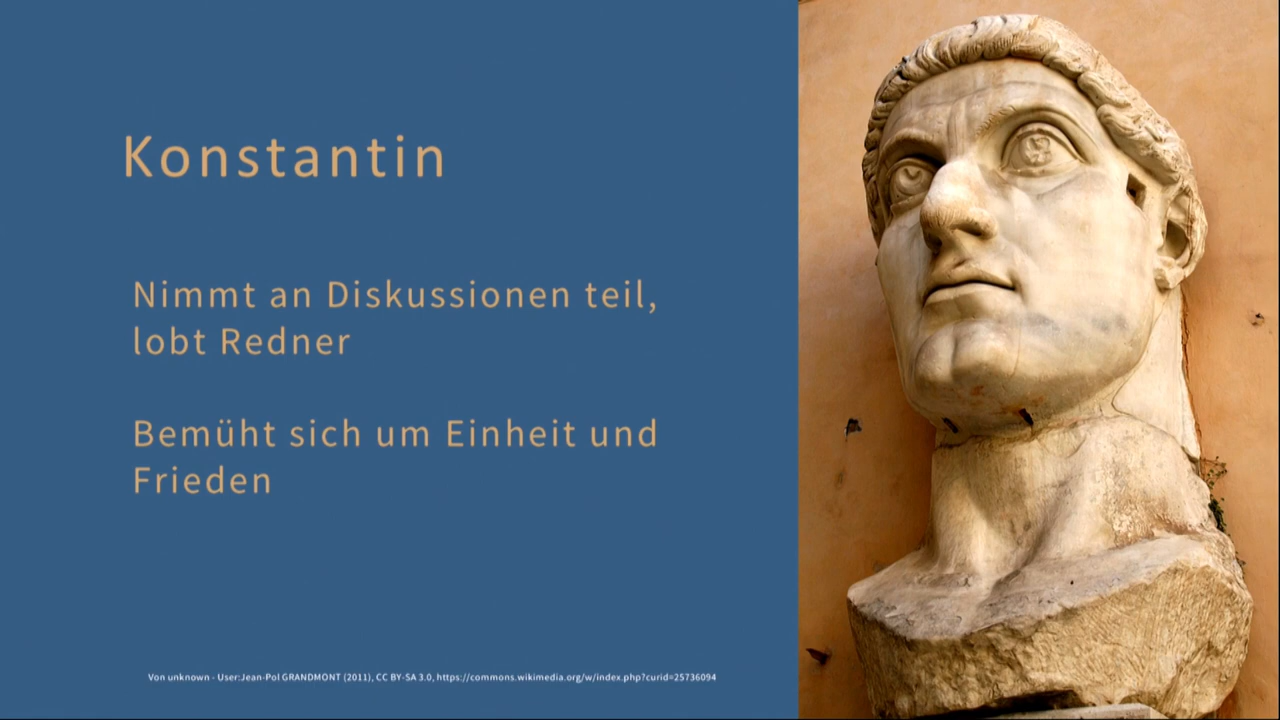 Konstantin
Nimmt an Diskussionen teil,
lobt Redner
Bemüht sich um Einheit und
Frieden
Von unknown - User:Jean-Pol GRANDMONT (2011), CC BY-SA 3.0, https://commons.wikimedia.org/w/index.php?curid=25736094